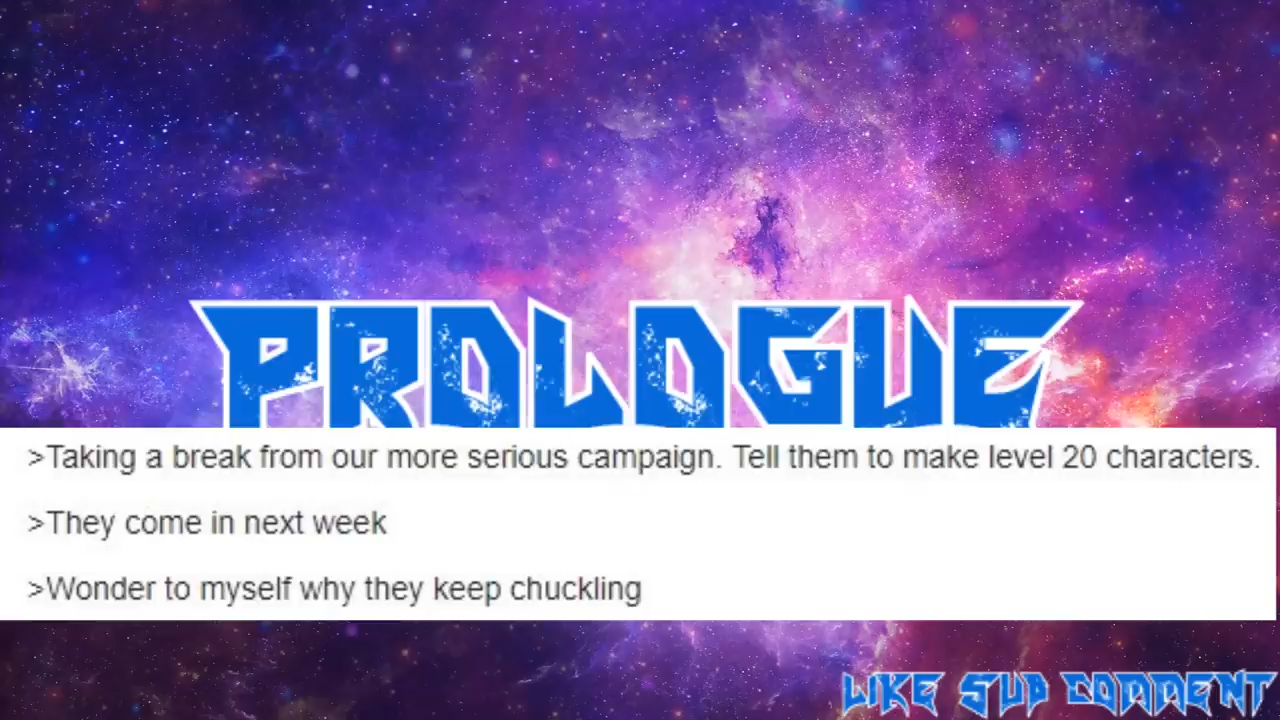 PROLOGUE
>Taking a break from our more serious campaign. Tell them to make level 20 characters.
>They come in next week
>Wonder to myself why they keep chuckling
LIKE SUB COMMENT